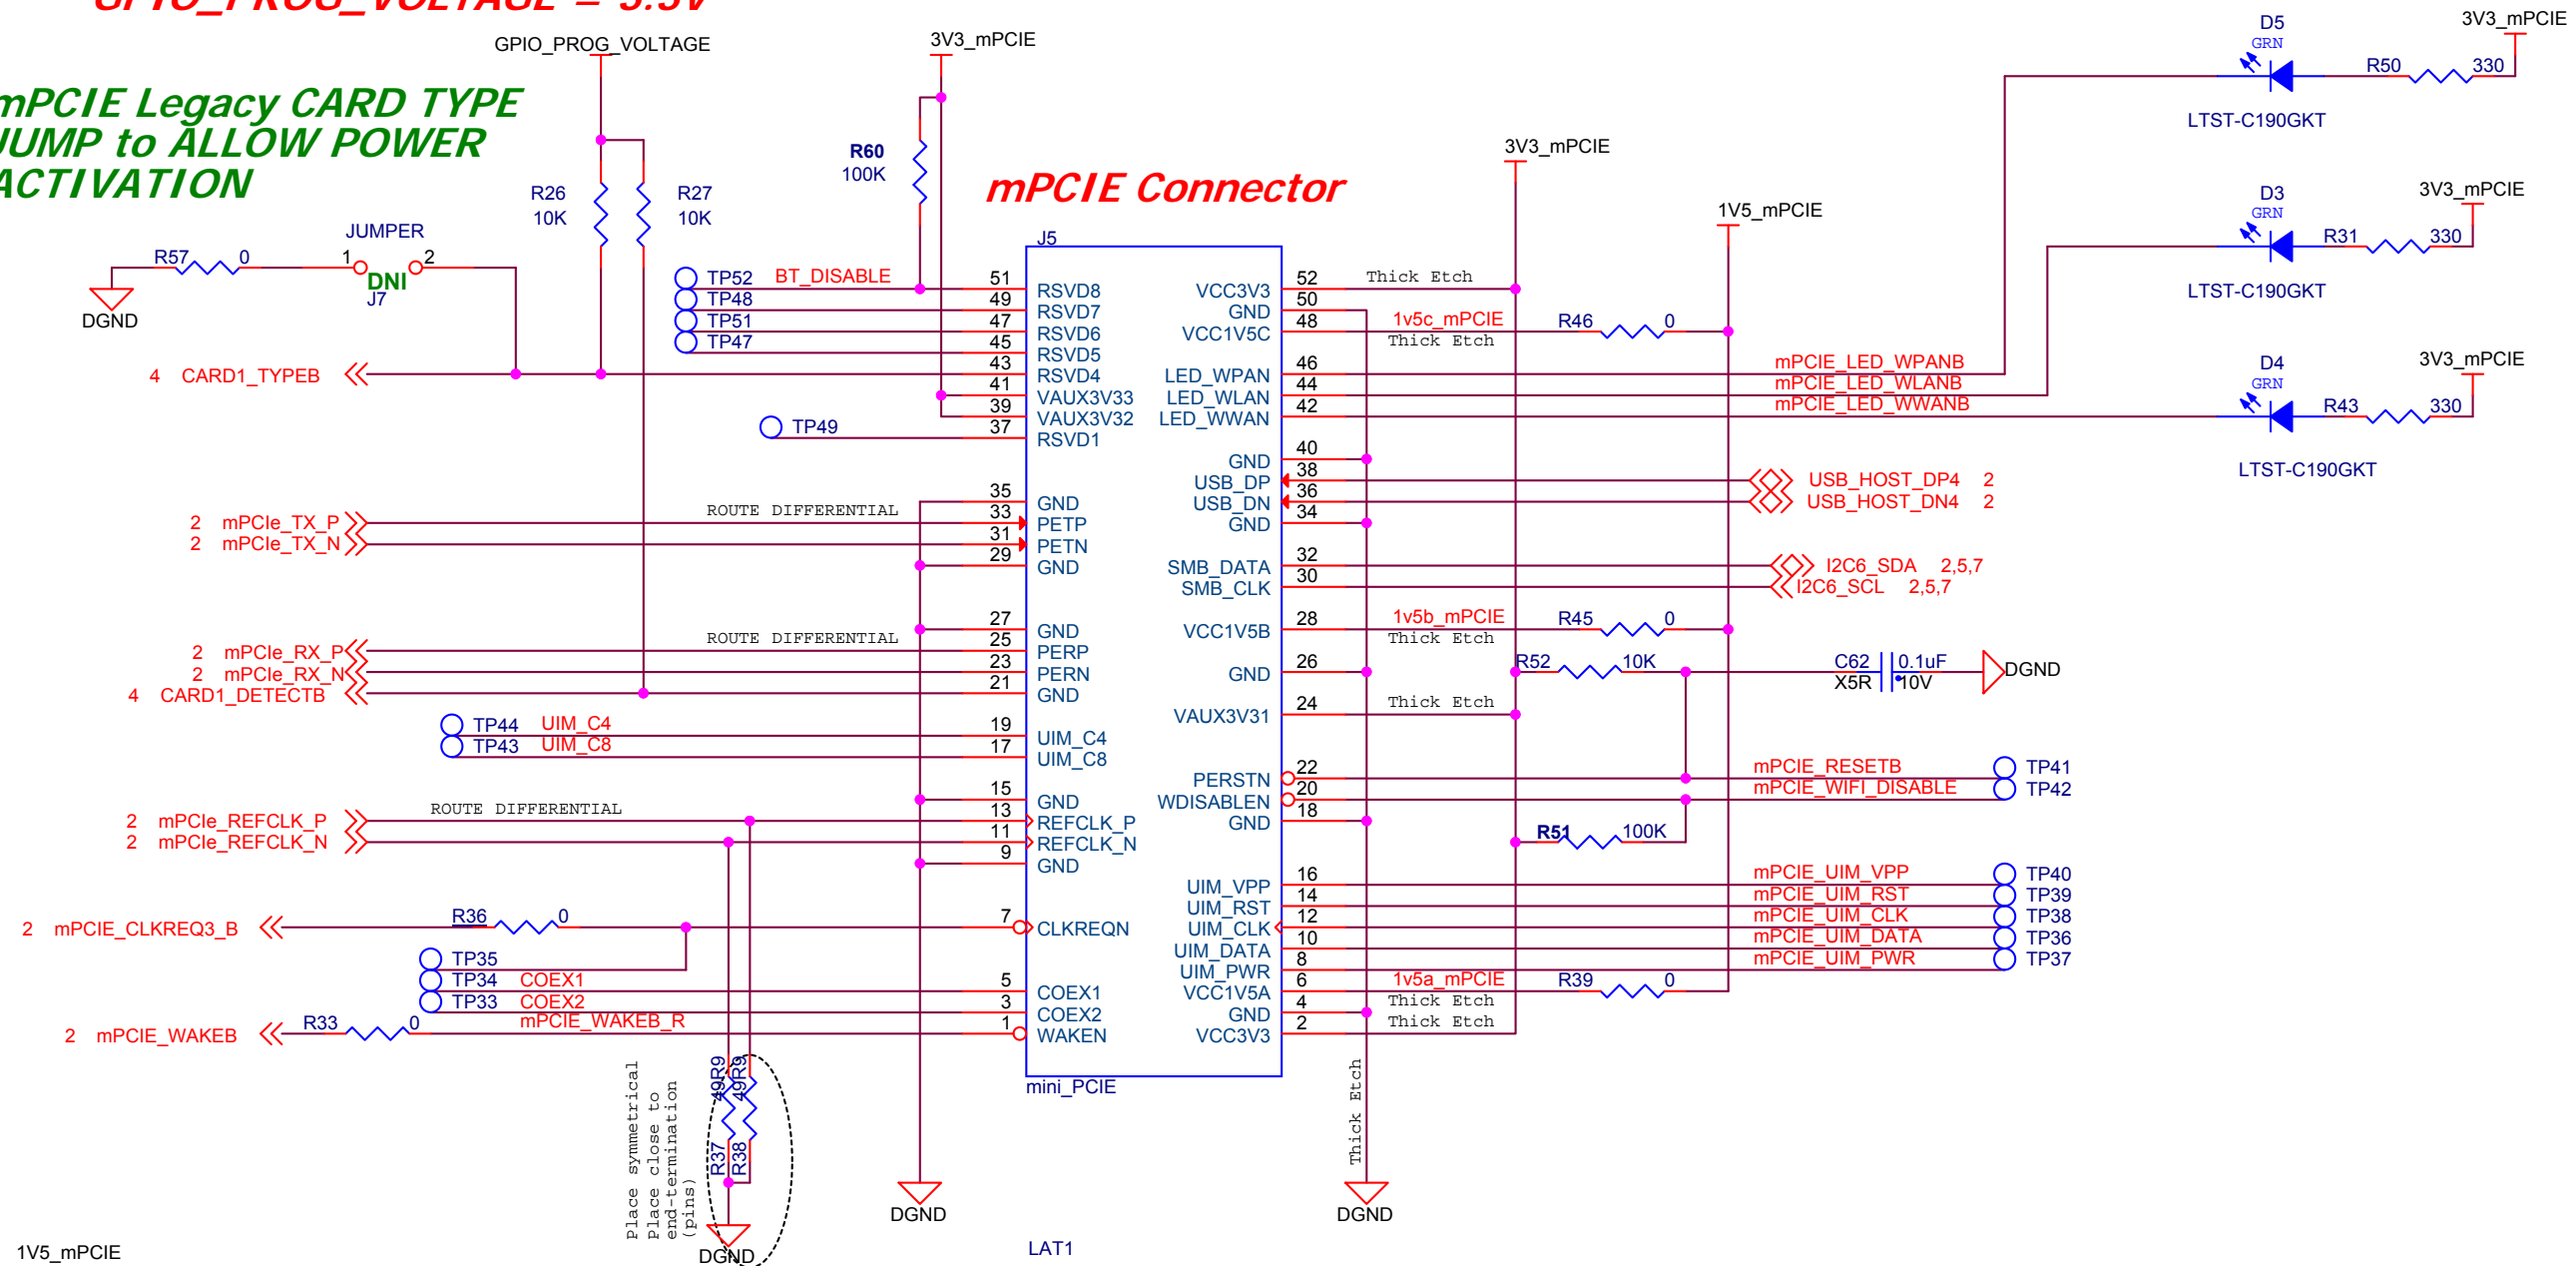 GPIO_PROG_VOLTAGE = 3.3V
mPCIE Legacy CARD TYPE
JUMP to ALLOW POWER
ACTIVATION
GPIO_PROG_VOLTAGE
3V3_mPCIE
R26
10K
R27
10K
R60
100K
mPCIE Connector
3V3_mPCIE
1V5_mPCIE
D5
GRN
LTST-C190GKT
R50 330
3V3_mPCIE
D3
GRN
LTST-C190GKT
R31 330
3V3_mPCIE
D4
GRN
LTST-C190GKT
R43 330
3V3_mPCIE
R57 0
DGND
JUMPER
1 2
DNI
J7
4 CARD1_TYPEB
TP52 BT_DISABLE
TP48
TP51
TP47
TP49
2 mPCIe_TX_P
2 mPCIe_TX_N
ROUTE DIFFERENTIAL
2 mPCIe_RX_P
2 mPCIe_RX_N
ROUTE DIFFERENTIAL
4 CARD1_DETECTB
TP44 UIM_C4
TP43 UIM_C8
ROUTE DIFFERENTIAL
2 mPCIe_REFCLK_P
2 mPCIe_REFCLK_N
2 mPCIE_CLKREQ3_B
R36 0
TP35
TP34 COEX1
TP33 COEX2
2 mPCIE_WAKEB
R33 0
mPCIE_WAKEB_R
Place symmetrical
Place close to
end-termination
(pins)
49R9
49R9
R37
R38
DGND
DGND
J5
51 RSVD8
49 RSVD7
47 RSVD6
45 RSVD5
43 RSVD4
41 VAUX3V33
39 VAUX3V32
37 RSVD1
35 GND
33 PETP
31 PETN
29 GND
27 GND
25 PERP
23 PERN
21 GND
19 UIM_C4
17 UIM_C8
15 GND
13 REFCLK_P
11 REFCLK_N
9 GND
7 CLKREQN
5 COEX1
3 COEX2
1 WAKEN
VCC3V3 52
GND 50
VCC1V5C 48
LED_WPAN 46
LED_WLAN 44
LED_WWAN 42
GND 40
USB_DP 38
USB_DN 36
GND 34
SMB_DATA 32
SMB_CLK 30
VCC1V5B 28
GND 26
VAUX3V31 24
PERSTN 22
WDISABLEN 20
GND 18
UIM_VPP 16
UIM_RST 14
UIM_CLK 12
UIM_DATA 10
UIM_PWR 8
VCC1V5A 6
GND 4
VCC3V3 2
mini_PCIE
LAT1
Thick Etch
1v5c_mPCIE
Thick Etch
R46 0
mPCIE_LED_WPANB
mPCIE_LED_WLANB
mPCIE_LED_WWANB
USB_HOST_DP4 2
USB_HOST_DN4 2
I2C6_SDA 2,5,7
I2C6_SCL 2,5,7
1v5b_mPCIE
Thick Etch
R45 0
R52 10K
C62 0.1uF
X5R 10V
DGND
Thick Etch
mPCIE_RESETB TP41
mPCIE_WIFI_DISABLE TP42
R51 100K
mPCIE_UIM_VPP TP40
mPCIE_UIM_RST TP39
mPCIE_UIM_CLK TP38
mPCIE_UIM_DATA TP36
mPCIE_UIM_PWR TP37
1v5a_mPCIE
R39 0
Thick Etch
Thick Etch
Thick Etch
DGND
1V5_mPCIE